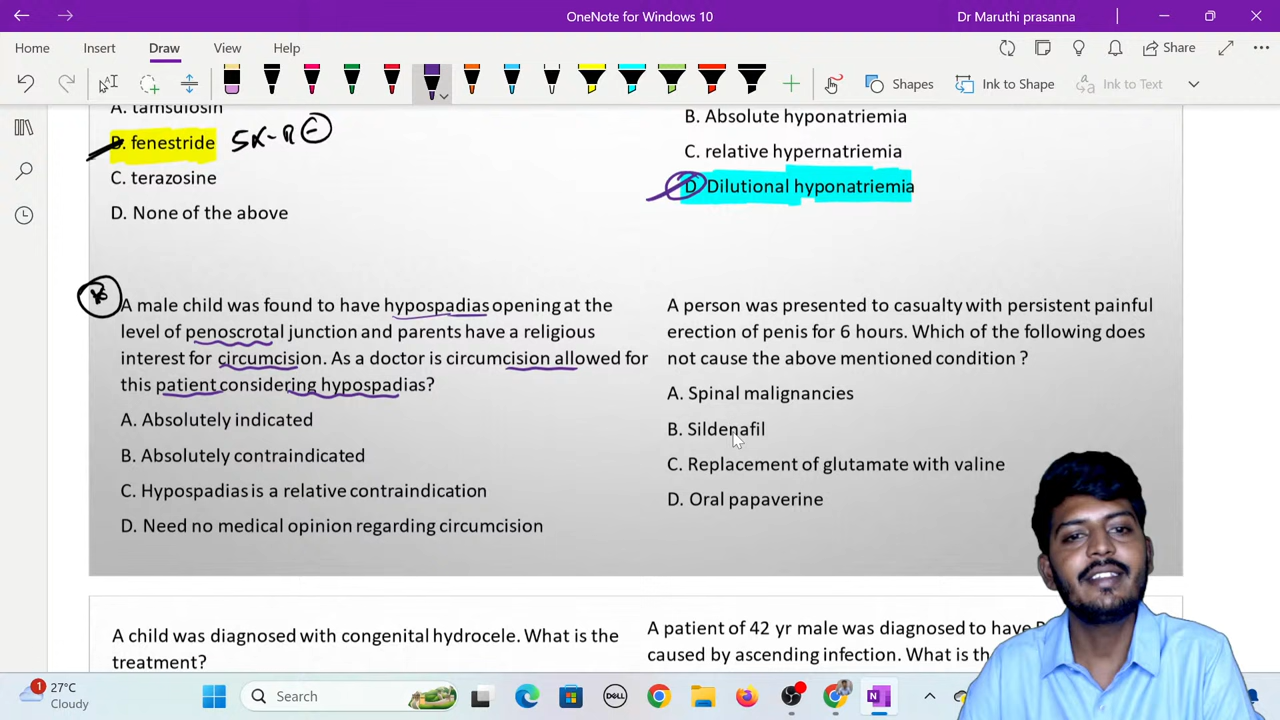 OneNote for Windows 10
Dr Maruthi prasanna
Home Insert Draw View Help
Share
Shapes
Ink to Shape
Ink to Text
A. tamsulosin
B. fenestride
C. terazosine
D. None of the above
B. Absolute hyponatriemia
C. relative hypernatriemia
D. Dilutional hyponatriemia
A male child was found to have hypospadias opening at the
level of penoscrotal junction and parents have a religious
interest for circumcision. As a doctor is circumcision allowed for
this patient considering hypospadias?
A. Absolutely indicated
B. Absolutely contraindicated
C. Hypospadias is a relative contraindication
D. Need no medical opinion regarding circumcision
A person was presented to casualty with persistent painful
erection of penis for 6 hours. Which of the following does
not cause the above mentioned condition ?
A. Spinal malignancies
B. Sildenafil
C. Replacement of glutamate with valine
D. Oral papaverine
A child was diagnosed with congenital hydrocele. What is the
treatment?
A patient of 42 yr male was diagnosed to have
caused by ascending infection. What is th
1
27°C
Cloudy
Search
DELL